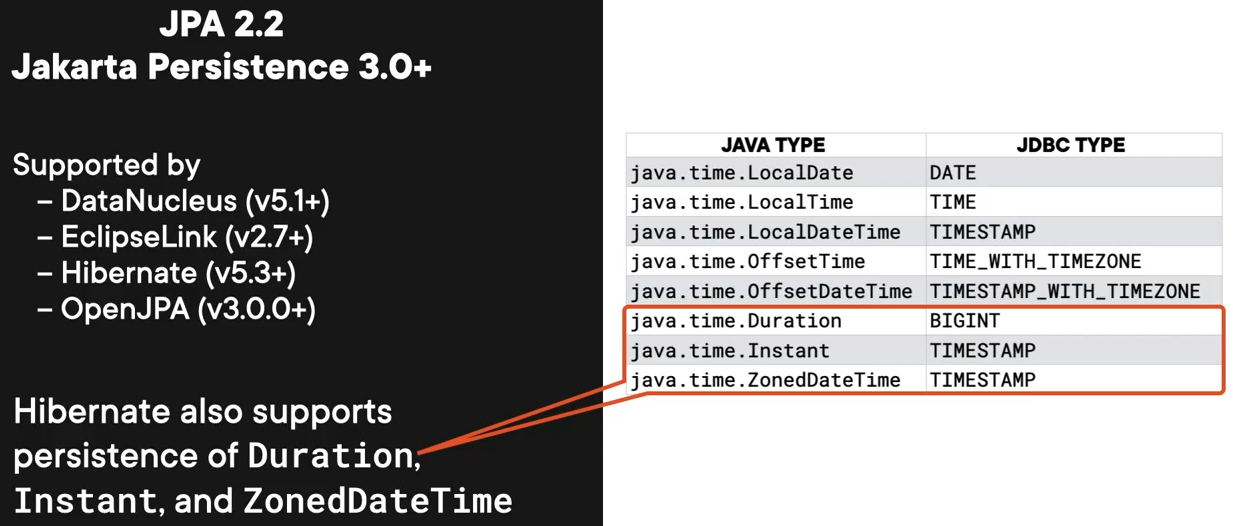 JPA 2.2
Jakarta Persistence 3.0+
Supported by
– DataNucleus (v5.1+)
– EclipseLink (v2.7+)
– Hibernate (v5.3+)
– OpenJPA (v3.0.0+)
Hibernate also supports
persistence of Duration,
Instant, and ZonedDateTime
JAVA TYPE JDBC TYPE
java.time.LocalDate DATE
java.time.LocalTime TIME
java.time.LocalDateTime TIMESTAMP
java.time.OffsetTime TIME_WITH_TIMEZONE
java.time.OffsetDateTime TIMESTAMP_WITH_TIMEZONE
java.time.Duration BIGINT
java.time.Instant TIMESTAMP
java.time.ZonedDateTime TIMESTAMP